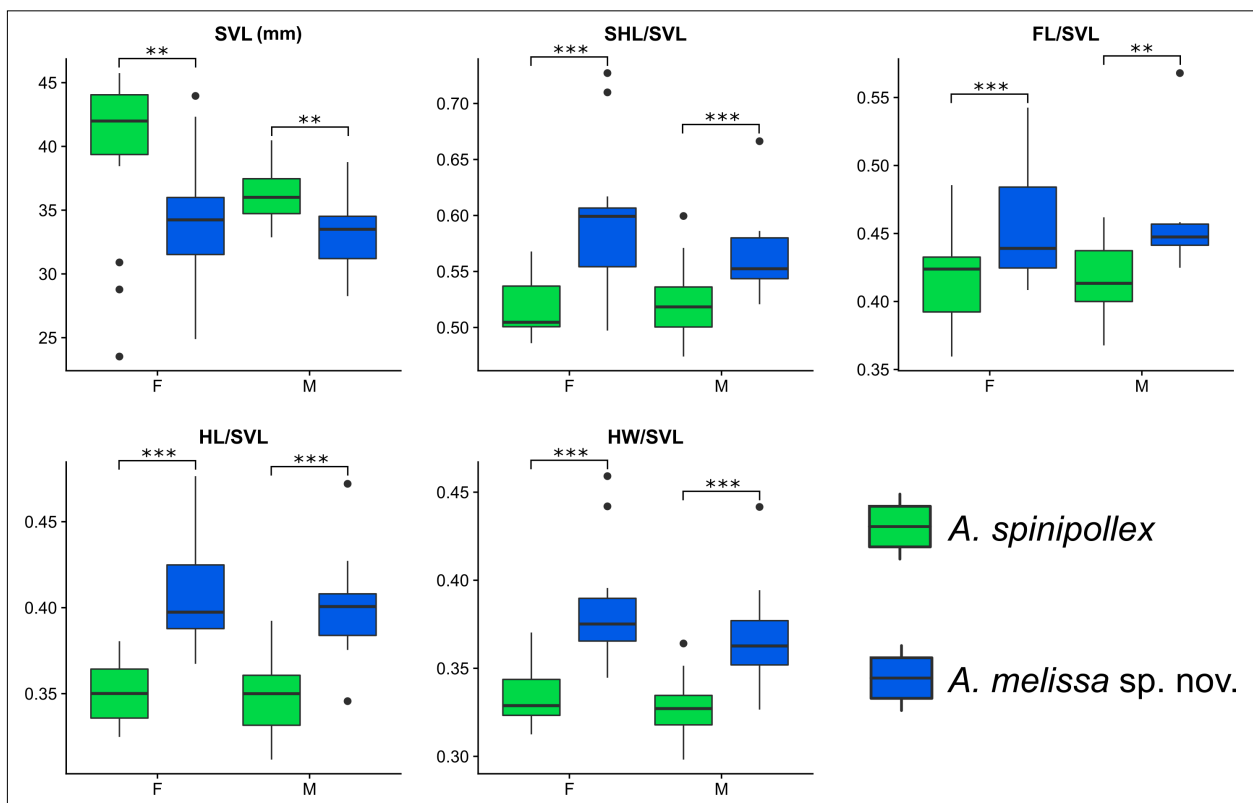 SVL (mm)
**
**
45
40
35
30
25
F
M
SHL/SVL
***
***
0.70
0.65
0.60
0.55
0.50
F
M
FL/SVL
***
**
0.55
0.50
0.45
0.40
0.35
F
M
HL/SVL
***
***
0.45
0.40
0.35
F
M
HW/SVL
***
***
0.45
0.40
0.35
0.30
F
M
A. spinipollex
A. melissa sp. nov.